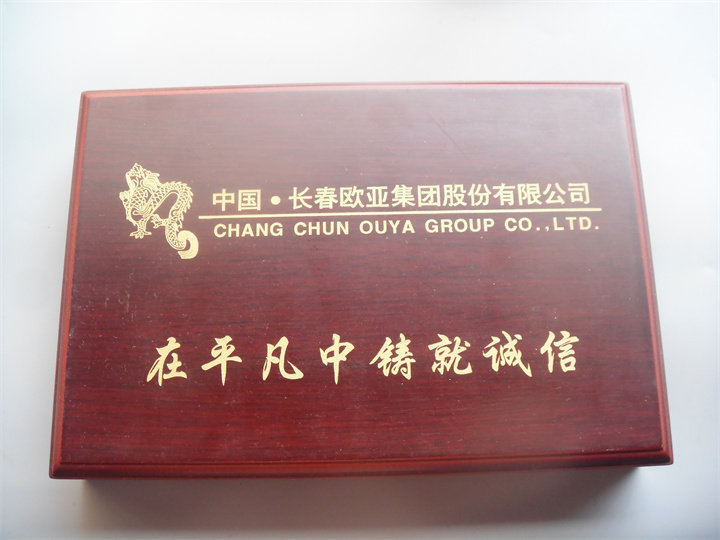 中国•长春欧亚集团股份有限公司
CHANG CHUN OUYA GROUP CO.,LTD.
在平凡中铸就诚信